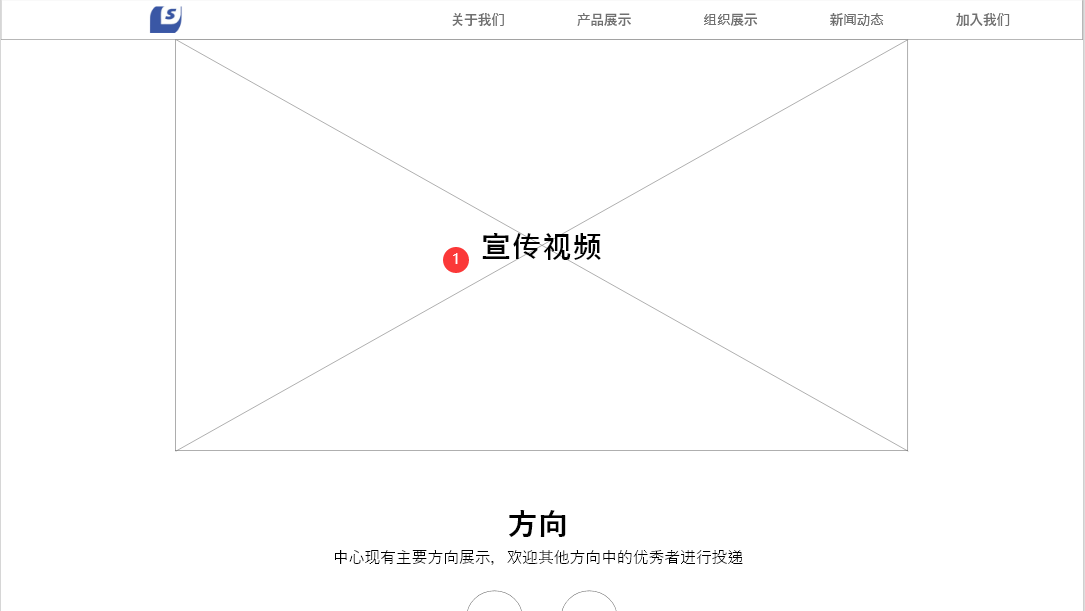 S
关于我们 产品展示 组织展示 新闻动态 加入我们
宣传视频
1
方向
中心现有主要方向展示，欢迎其他方向中的优秀者进行投递